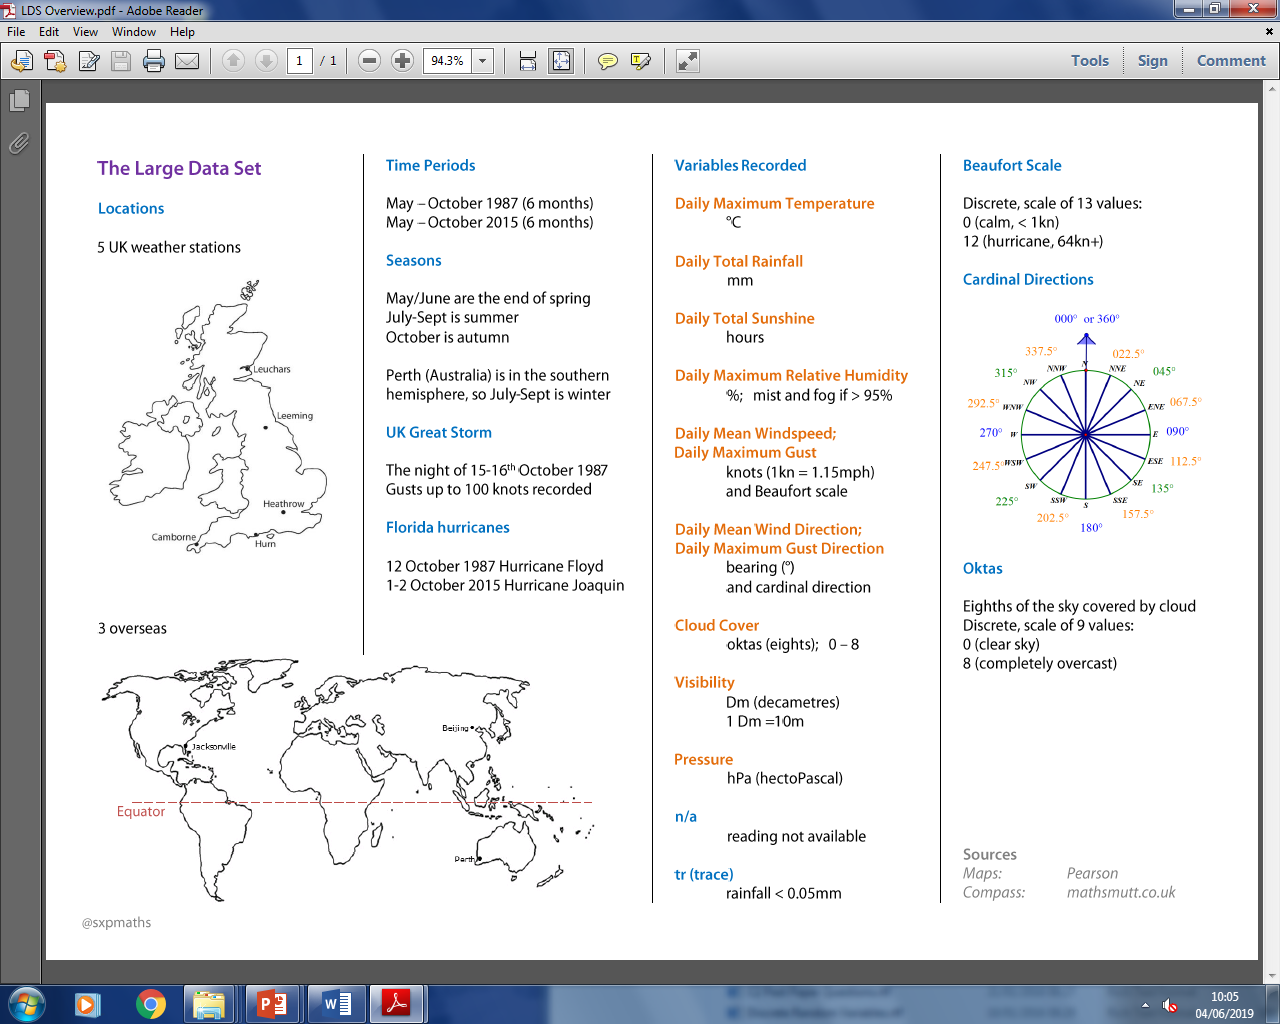 LDS Overview.pdf - Adobe Reader
File Edit View Window Help
1 / 1 94.3% Tools Sign Comment
The Large Data Set
Locations
5 UK weather stations
Leuchars
Leeming
Heathrow
Camborne
Hurn
3 overseas
Beijing
Jacksonville
Equator
Perth
@sxpmaths
Time Periods
May – October 1987 (6 months)
May – October 2015 (6 months)
Seasons
May/June are the end of spring
July-Sept is summer
October is autumn
Perth (Australia) is in the southern
hemisphere, so July-Sept is winter
UK Great Storm
The night of 15-16th October 1987
Gusts up to 100 knots recorded
Florida hurricanes
12 October 1987 Hurricane Floyd
1-2 October 2015 Hurricane Joaquin
Variables Recorded
Daily Maximum Temperature
°C
Daily Total Rainfall
mm
Daily Total Sunshine
hours
Daily Maximum Relative Humidity
%; mist and fog if > 95%
Daily Mean Windspeed;
Daily Maximum Gust
knots (1kn = 1.15mph)
and Beaufort scale
Daily Mean Wind Direction;
Daily Maximum Gust Direction
bearing (°)
and cardinal direction
Cloud Cover
oktas (eights); 0 – 8
Visibility
Dm (decametres)
1 Dm =10m
Pressure
hPa (hectoPascal)
n/a
reading not available
tr (trace)
rainfall < 0.05mm
Beaufort Scale
Discrete, scale of 13 values:
0 (calm, < 1kn)
12 (hurricane, 64kn+)
Cardinal Directions
000° or 360°
337.5° 022.5°
315° NNW N NNE 045°
NW NE
292.5° WNW ENE 067.5°
270° W E 090°
247.5° WSW ESE 112.5°
SW SE
225° SSW S SSE 135°
202.5° 157.5°
180°
Oktas
Eighths of the sky covered by cloud
Discrete, scale of 9 values:
0 (clear sky)
8 (completely overcast)
Sources
Maps: Pearson
Compass: mathsmutt.co.uk
10:05
04/06/2019